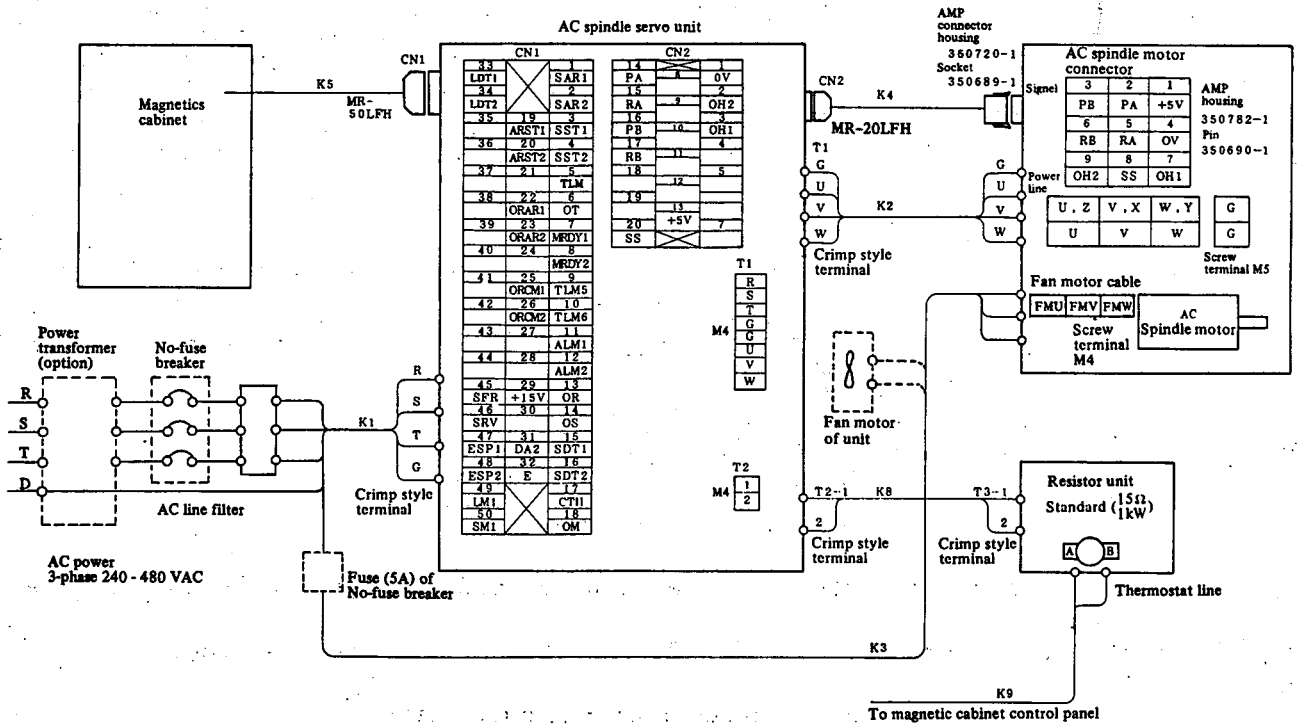 AC spindle servo unit
Magnetics
cabinet
K5
MR-
50LFH
CN1
CN1
33 1
LDT1 SAR1
34 2
LDT2 SAR2
35 19 3
ARST1 SST1
36 20 4
ARST2 SST2
37 21 5
TLM
38 22 6
ORAR1 OT
39 23 7
ORAR2 MRDY1
40 24 8
MRDY2
41 25 9
ORCM1 TLM5
42 26 10
ORCM2 TLM6
43 27 11
ALM1
44 28 12
ALM2
45 29 13
SFR +15V OR
46 30 14
SRV OS
47 31 15
ESP1 DA2 SDT1
48 32 16
ESP2 E SDT2
49 17
LM1
50 18
SM1 OM
CN2
14 8 1
PA 0V
15 2
RA 9 OH2
16 3
PB 10 OH1
17 4
RB 11
18 5
12
19
13
+5V
20 7
SS
T1
M4
R
S
T
G
G
U
V
W
T2
M4
1
2
CN2
K4
MR-20LFH
T1
G
U
V
W
Crimp style
terminal
K2
G
U
V
W
AMP
connector
housing
350720-1
Socket
350689-1
AC spindle motor
connector
Signel
3 2 1
PB PA +5V
6 5 4
RB RA OV
9 8 7
OH2 SS OH1
AMP
housing
350782-1
Pin
350690-1
Power
line
U, Z V, X W, Y G
U V W G
Screw
terminal M5
Fan motor cable
FMU FMV FMW
Screw
terminal
M4
AC
Spindle motor
Fan motor
of unit
Power
transformer
(option)
No-fuse
breaker
R
S
T
D
AC line filter
K1
R
S
T
G
Crimp style
terminal
AC power
3-phase 240 - 480 VAC
Fuse (5A) of
No-fuse breaker
T2-1 K8 T3-1
2 2
Crimp style
terminal
Crimp style
terminal
Resistor unit
Standard (15Ω
1kW)
A B
Thermostat line
K3
K9
To magnetic cabinet control panel